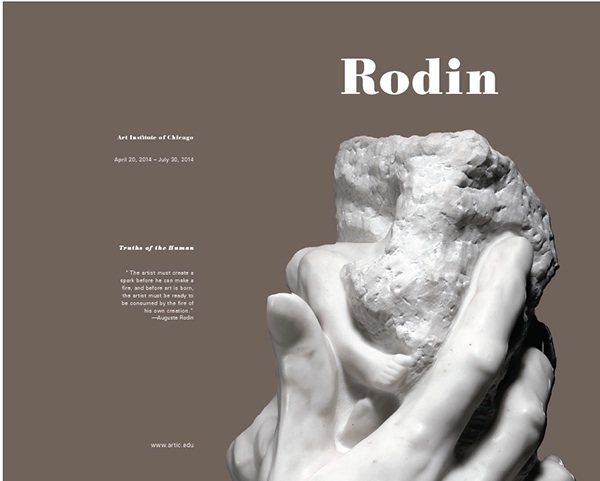 Rodin
Art Institute of Chicago
April 20, 2014 – July 30, 2014
Truths of the Human
" The artist must create a
spark before he can make a
fire, and before art is born,
the artist must be ready to
be consumed by the fire of
his own creation."
—Auguste Rodin
www.artic.edu